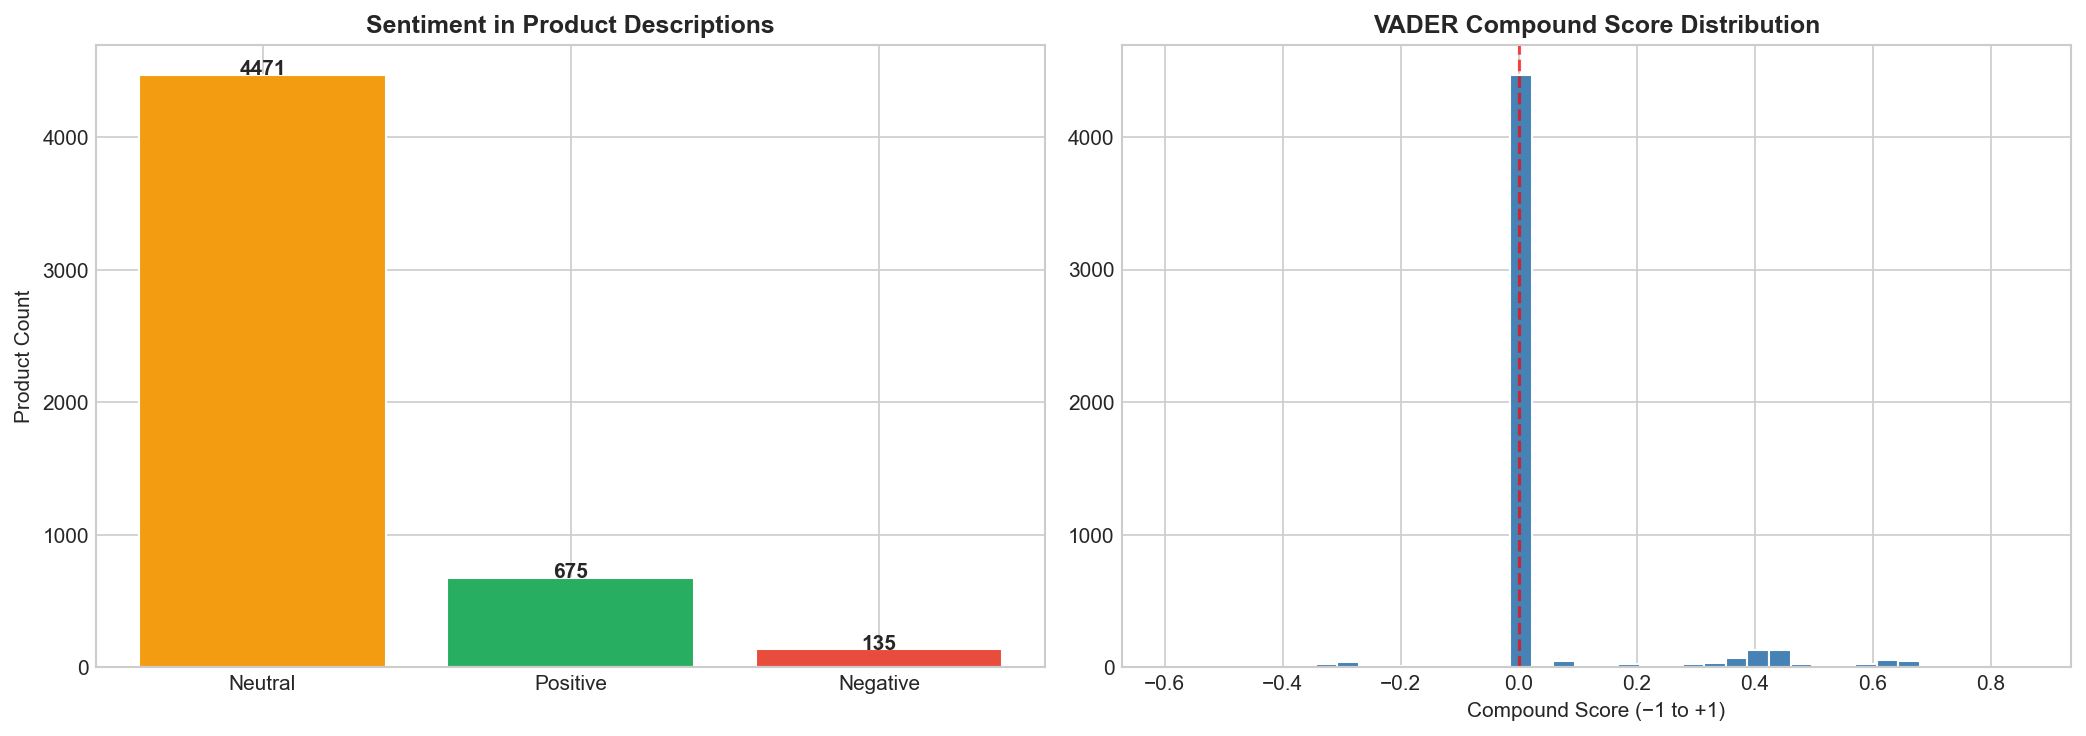 Sentiment in Product Descriptions
4471
675
135
4000
3000
2000
1000
0
Product Count
Neutral Positive Negative
VADER Compound Score Distribution
4000
3000
2000
1000
0
−0.6 −0.4 −0.2 0.0 0.2 0.4 0.6 0.8
Compound Score (−1 to +1)